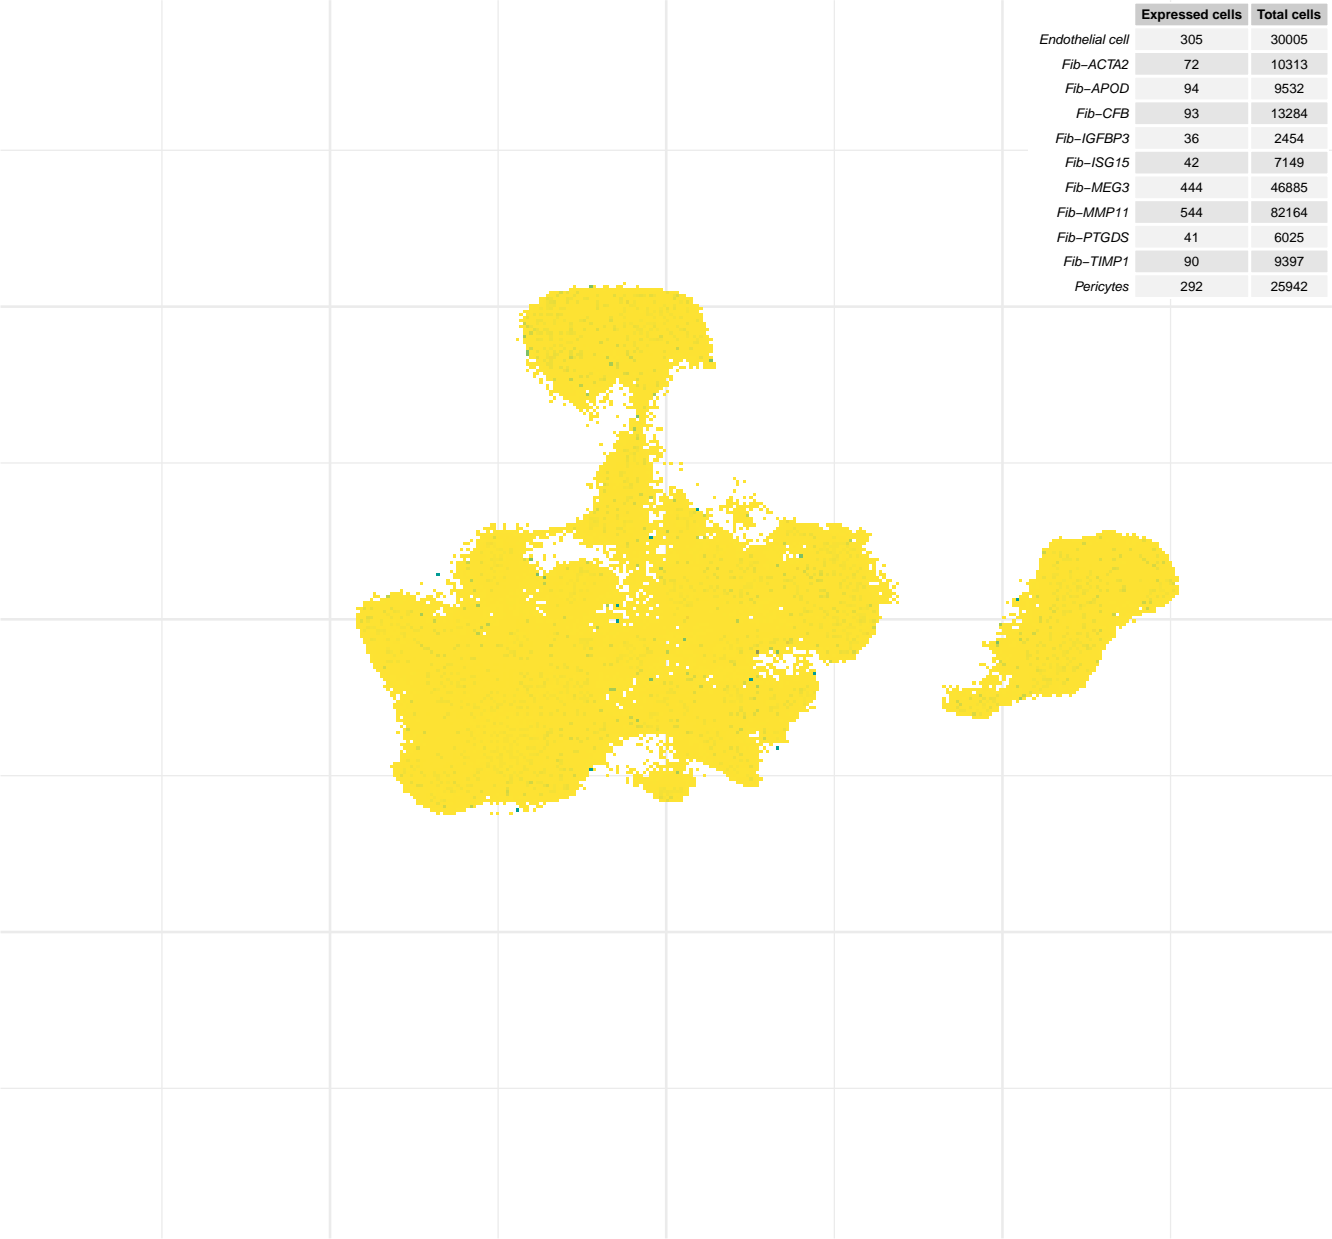 Expressed cells Total cells
Endothelial cell 305 30005
Fib−ACTA2 72 10313
Fib−APOD 94 9532
Fib−CFB 93 13284
Fib−IGFBP3 36 2454
Fib−ISG15 42 7149
Fib−MEG3 444 46885
Fib−MMP11 544 82164
Fib−PTGDS 41 6025
Fib−TIMP1 90 9397
Pericytes 292 25942